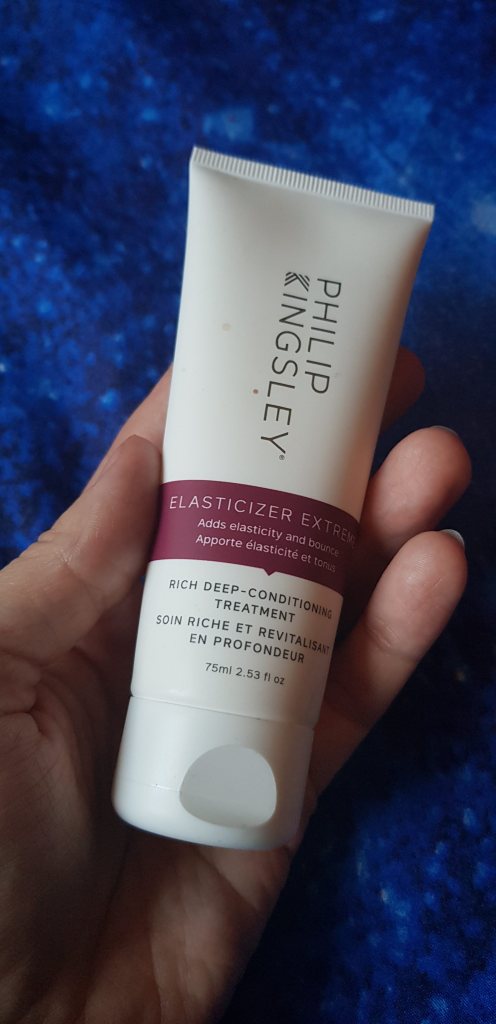 PHILIP
KINGSLEY®
ELASTICIZER EXTREME
Adds elasticity and bounce
Apporte élasticité et tonus
RICH DEEP-CONDITIONING
TREATMENT
SOIN RICHE ET REVITALISANT
EN PROFONDEUR
75ml 2.53 fl oz